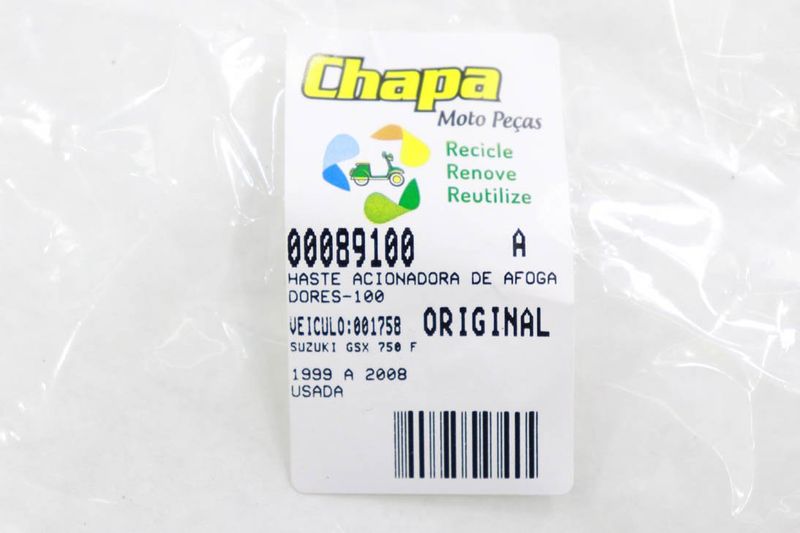 Chapa
Moto Peças
Recicle
Renove
Reutilize
00089100 A
HASTE ACIONADORA DE AFOGA
DORES-100
VEICULO:001758 ORIGINAL
SUZUKI GSX 750 F
1999 A 2008
USADA